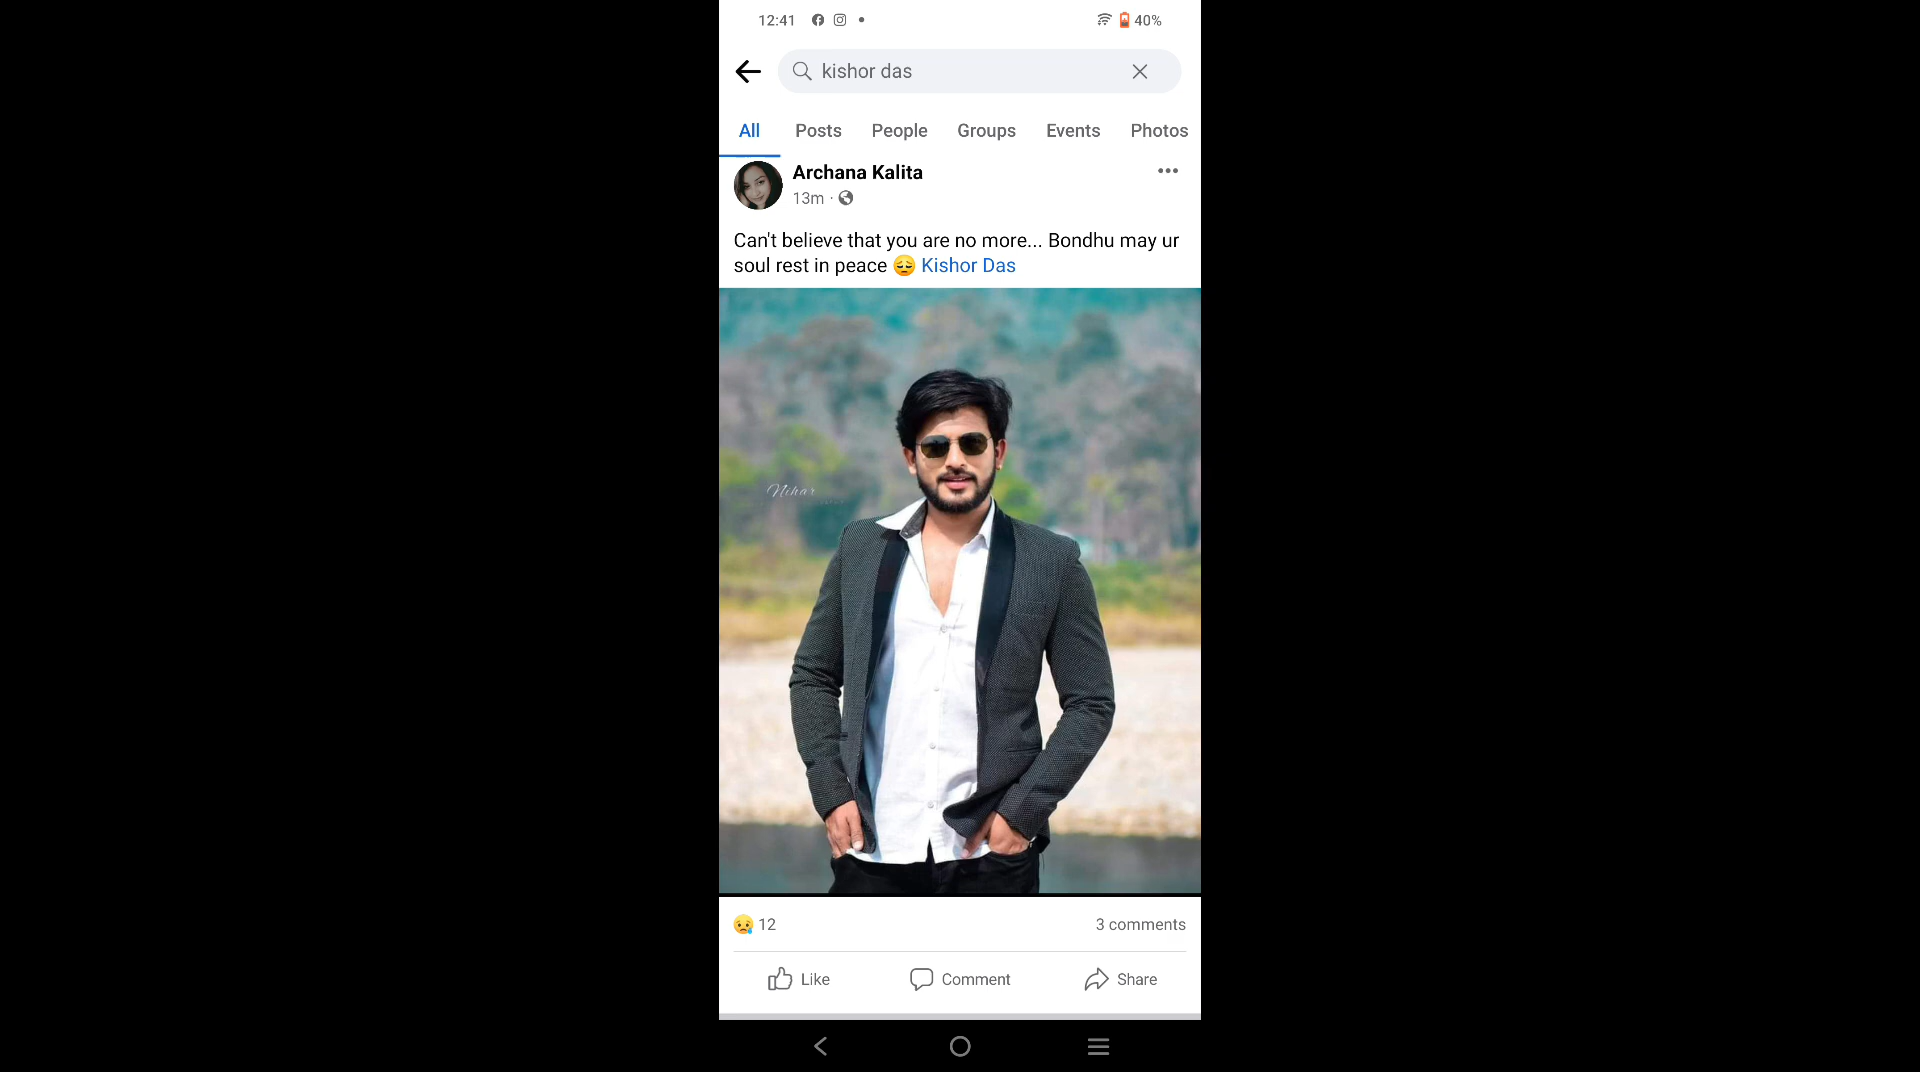 12:41
40%
kishor das
All Posts People Groups Events Photos
Archana Kalita
13m ·
Can't believe that you are no more... Bondhu may ur
soul rest in peace 😔 Kishor Das
Nihar
12
3 comments
Like Comment Share